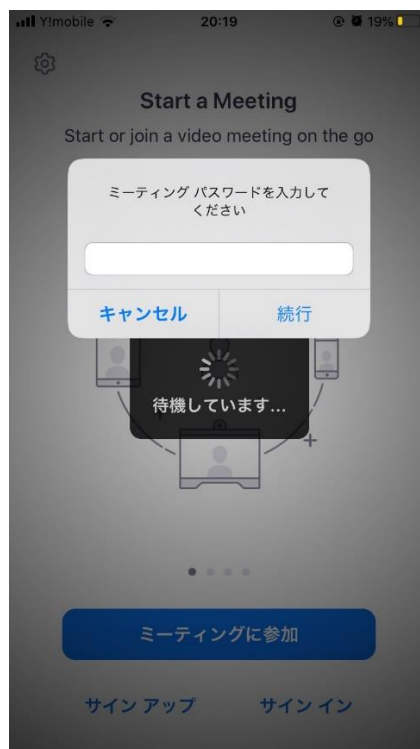 Y!mobile 20:19 19%
Start a Meeting
Start or join a video meeting on the go
ミーティング パスワードを入力して
ください
キャンセル 続行
待機しています...
ミーティングに参加
サイン アップ サイン イン